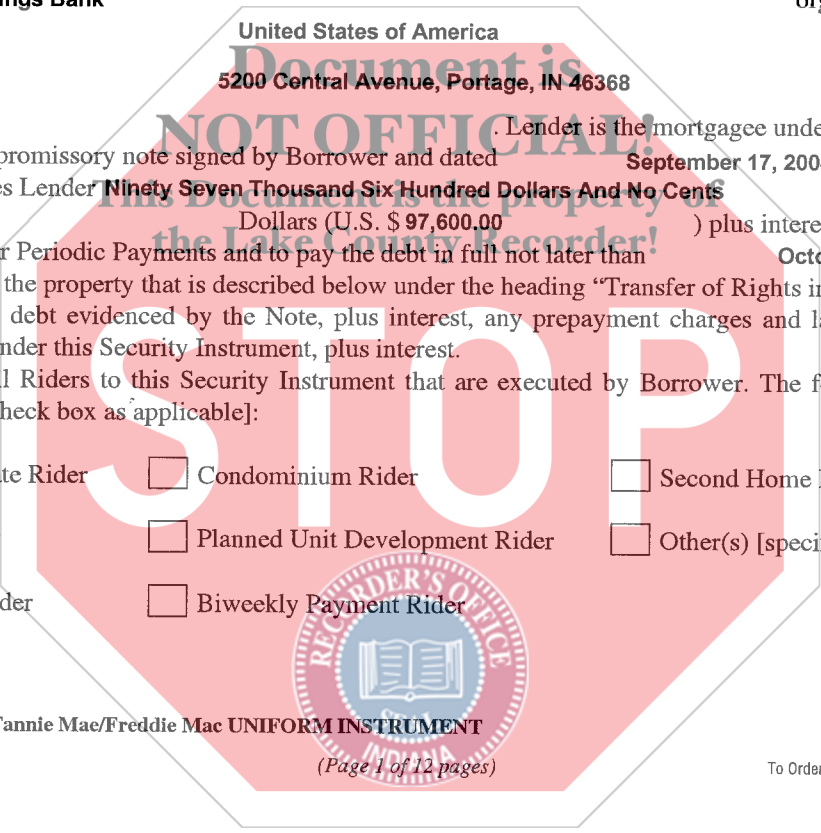 ings Bank
org
United States of America
Document is
5200 Central Avenue, Portage, IN 46368
NOT OFFICIAL!
. Lender is the mortgagee unde
promissory note signed by Borrower and dated September 17, 200
es Lender Ninety Seven Thousand Six Hundred Dollars And No Cents
This Document is the property of
Dollars (U.S. $ 97,600.00 ) plus intere
the Lake County Recorder!
r Periodic Payments and to pay the debt in full not later than Octo
the property that is described below under the heading “Transfer of Rights in
debt evidenced by the Note, plus interest, any prepayment charges and la
nder this Security Instrument, plus interest.
l Riders to this Security Instrument that are executed by Borrower. The f
heck box as applicable]:
STOP
te Rider Condominium Rider Second Home
Planned Unit Development Rider Other(s) [speci
der Biweekly Payment Rider
RECORDER'S OFFICE
SEAL
INDIANA
Fannie Mae/Freddie Mac UNIFORM INSTRUMENT
(Page 1 of 12 pages)
To Orde